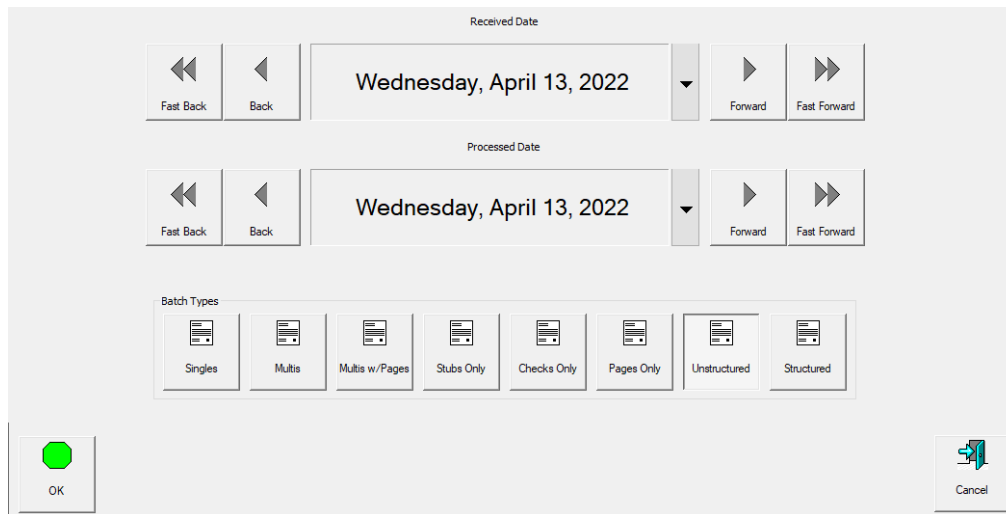 Received Date
Fast Back
Back
Wednesday, April 13, 2022
Forward
Fast Forward
Processed Date
Fast Back
Back
Wednesday, April 13, 2022
Forward
Fast Forward
Batch Types
Singles
Multis
Multis w/Pages
Stubs Only
Checks Only
Pages Only
Unstructured
Structured
OK
Cancel